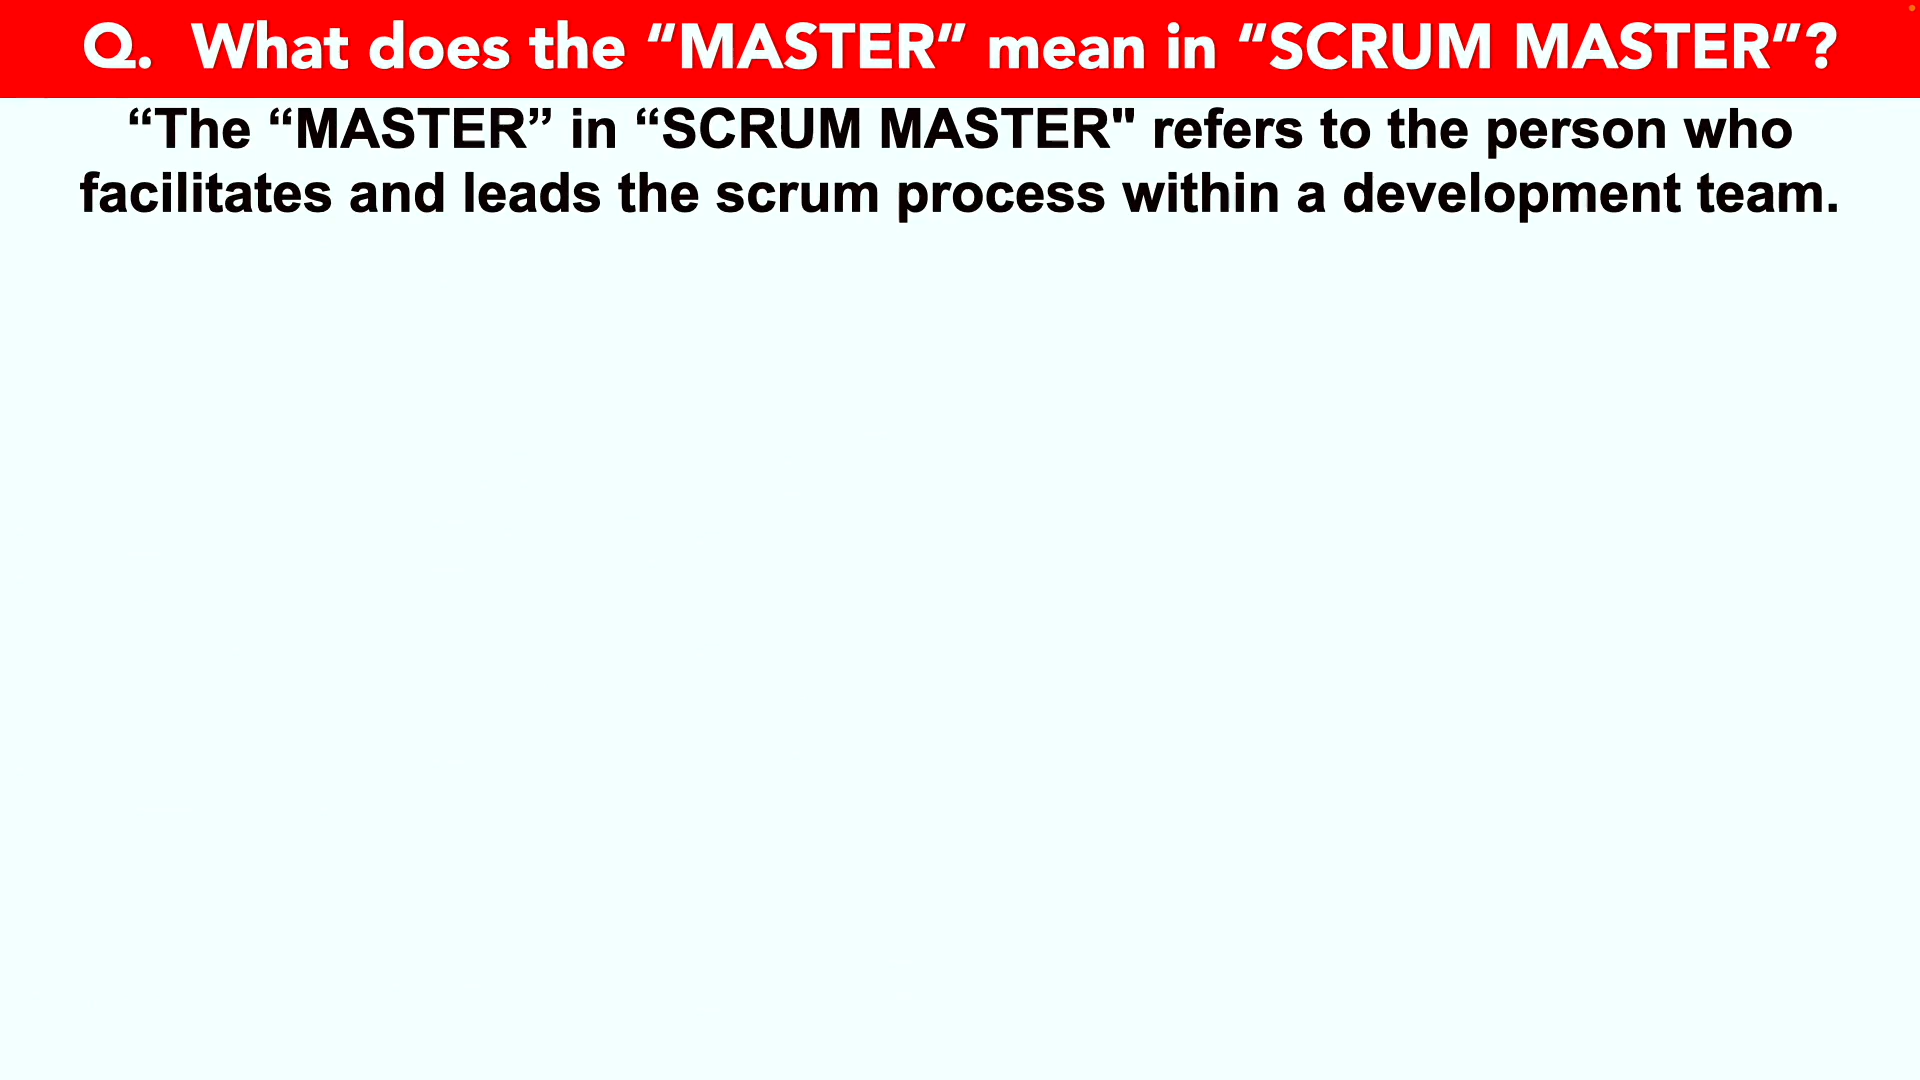 Q. What does the “MASTER” mean in “SCRUM MASTER”?
“The “MASTER” in “SCRUM MASTER" refers to the person who
facilitates and leads the scrum process within a development team.